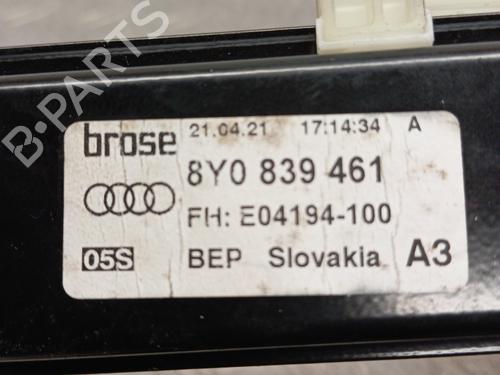 B-PARTS
brose 21.04.21 17:14:34 A
8Y0 839 461
FH: E04194-100
05S BEP Slovakia A3